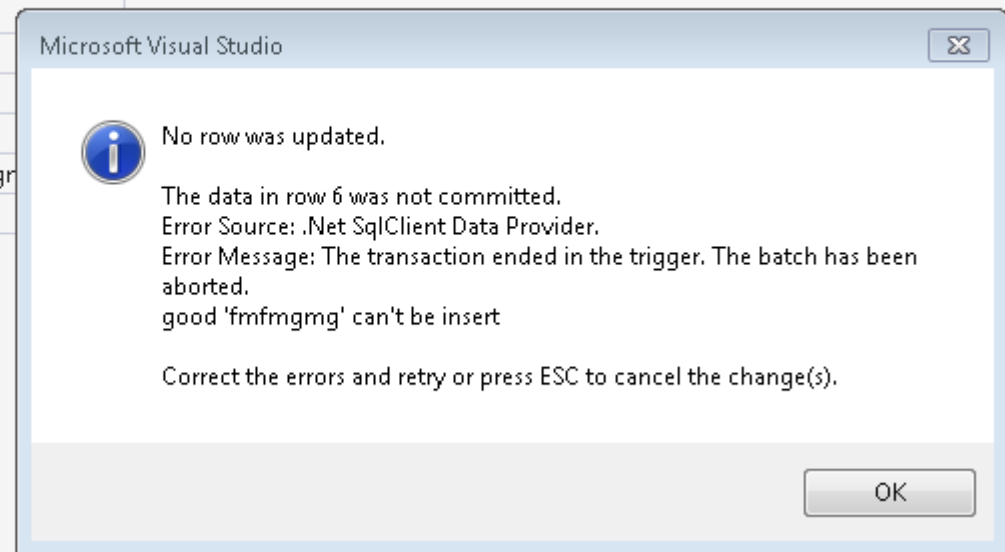 Microsoft Visual Studio
No row was updated.
The data in row 6 was not committed.
Error Source: .Net SqlClient Data Provider.
Error Message: The transaction ended in the trigger. The batch has been
aborted.
good 'fmfmgmg' can't be insert
Correct the errors and retry or press ESC to cancel the change(s).
OK